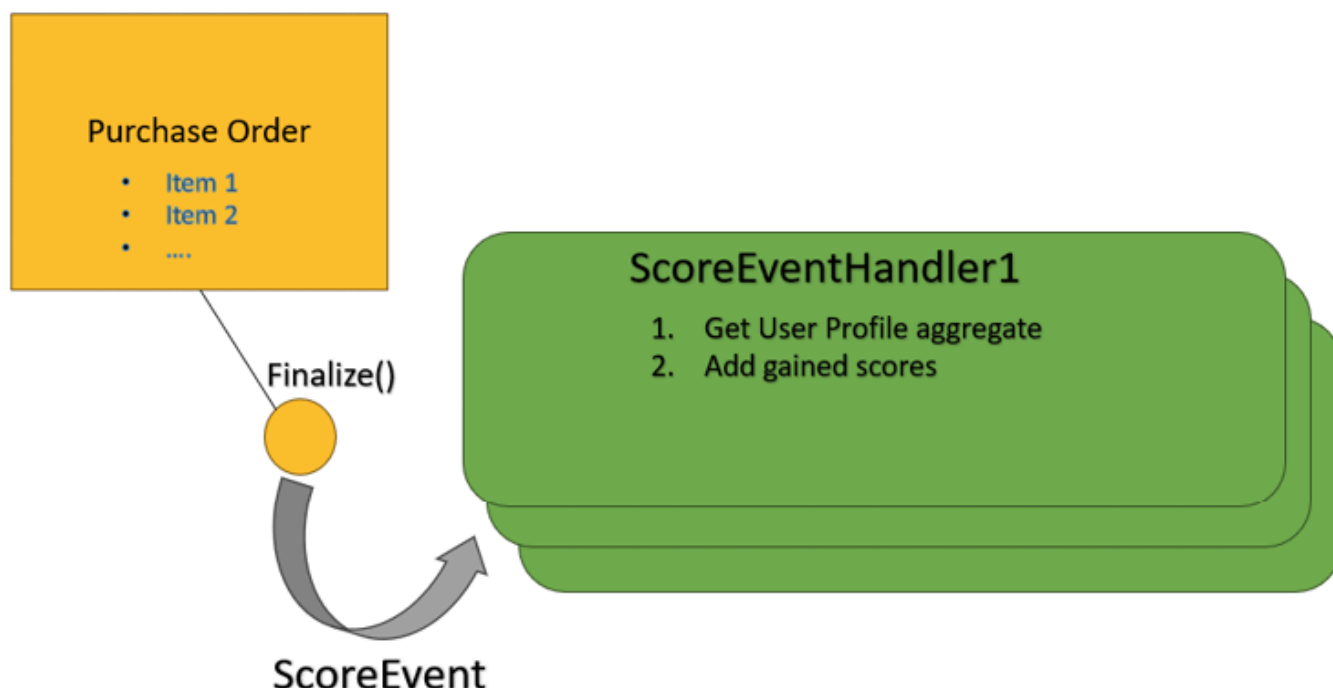 Purchase Order
• Item 1
• Item 2
• ....
Finalize()
ScoreEvent
ScoreEventHandler1
1. Get User Profile aggregate
2. Add gained scores